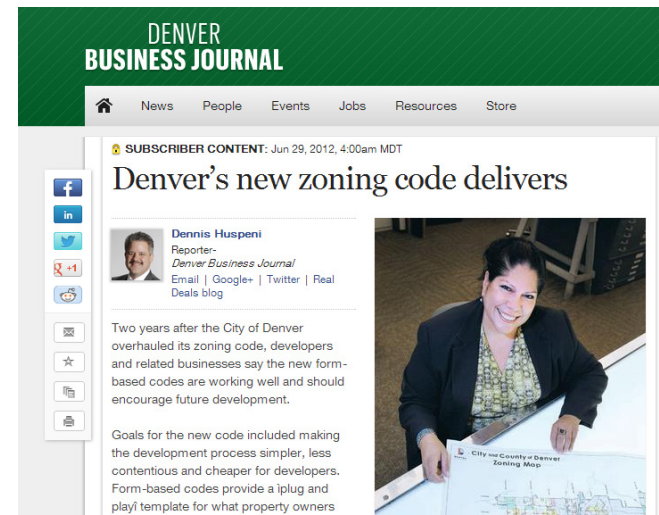 DENVER
BUSINESS JOURNAL
News People Events Jobs Resources Store
SUBSCRIBER CONTENT: Jun 29, 2012, 4:00am MDT
Denver's new zoning code delivers
f
in
g +1
Dennis Huspeni
Reporter-
Denver Business Journal
Email | Google+ | Twitter | Real
Deals blog
Two years after the City of Denver
overhauled its zoning code, developers
and related businesses say the new form-
based codes are working well and should
encourage future development.
Goals for the new code included making
the development process simpler, less
contentious and cheaper for developers.
Form-based codes provide a ìplug and
playî template for what property owners
City and County of Denver
Zoning Map